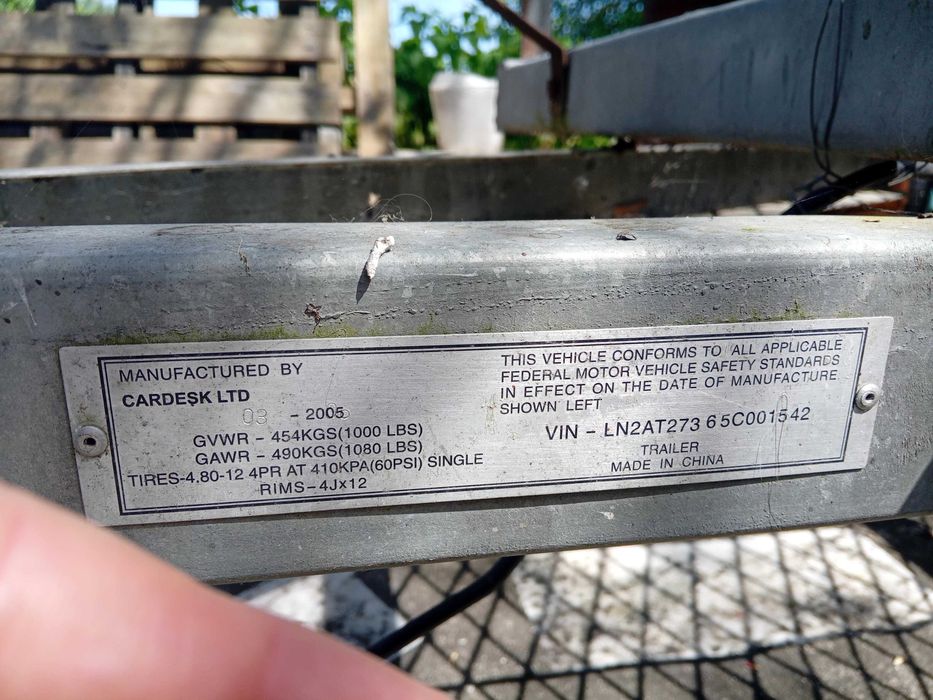 MANUFACTURED BY
CARDESK LTD
03 - 2005
GVWR - 454KGS(1000 LBS)
GAWR - 490KGS(1080 LBS)
TIRES-4.80-12 4PR AT 410KPA(60PSI) SINGLE
RIMS-4J×12
THIS VEHICLE CONFORMS TO ALL APPLICABLE
FEDERAL MOTOR VEHICLE SAFETY STANDARDS
IN EFFECT ON THE DATE OF MANUFACTURE
SHOWN LEFT
VIN - LN2AT273 65C001542
TRAILER
MADE IN CHINA